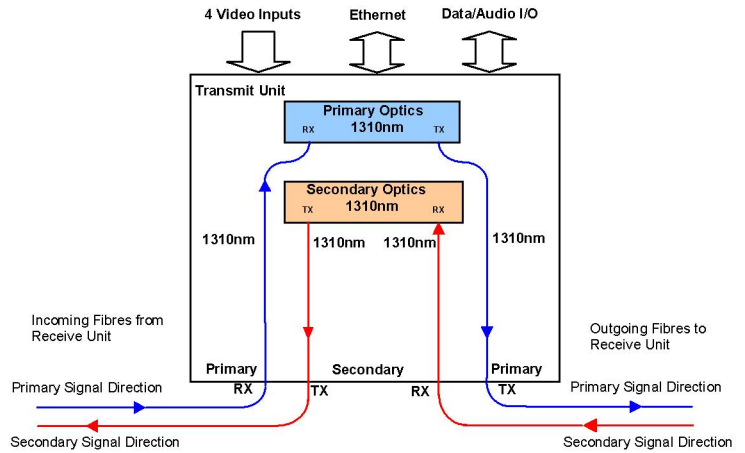 4 Video Inputs
Ethernet
Data/Audio I/O
Transmit Unit
Primary Optics
RX 1310nm TX
Secondary Optics
TX 1310nm RX
1310nm
1310nm
1310nm
1310nm
Incoming Fibres from
Receive Unit
Outgoing Fibres to
Receive Unit
Primary
Secondary
Primary
RX
TX
RX
TX
Primary Signal Direction
Primary Signal Direction
Secondary Signal Direction
Secondary Signal Direction